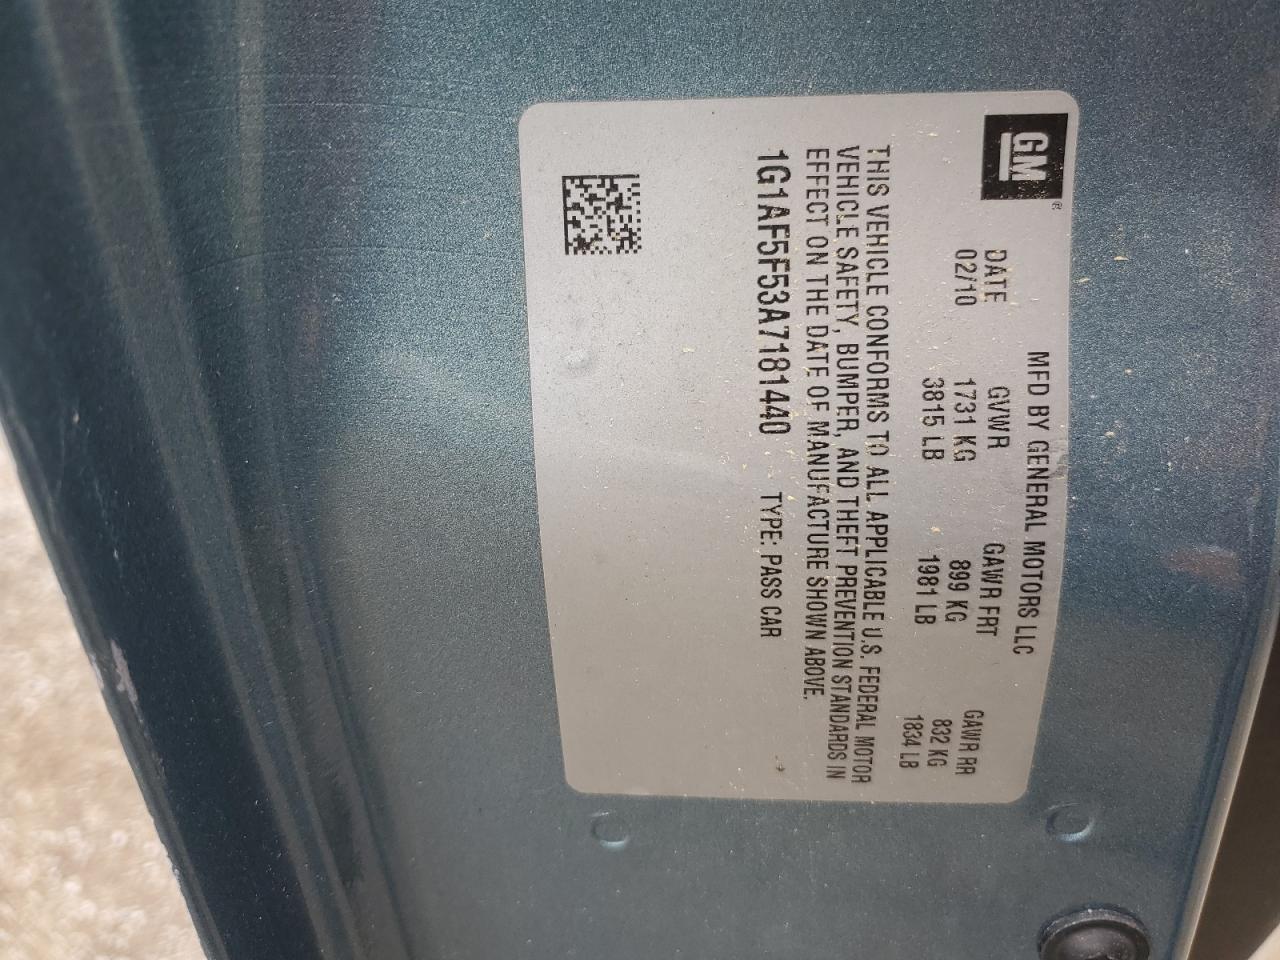 GM®
MFD BY GENERAL MOTORS LLC
DATE GVWR GAWR FRT GAWR RR
02/10 1731 KG 899 KG 832 KG
3815 LB 1981 LB 1834 LB
THIS VEHICLE CONFORMS TO ALL APPLICABLE U.S. FEDERAL MOTOR
VEHICLE SAFETY, BUMPER, AND THEFT PREVENTION STANDARDS IN
EFFECT ON THE DATE OF MANUFACTURE SHOWN ABOVE.
1G1AF5F53A7181440 TYPE: PASS CAR